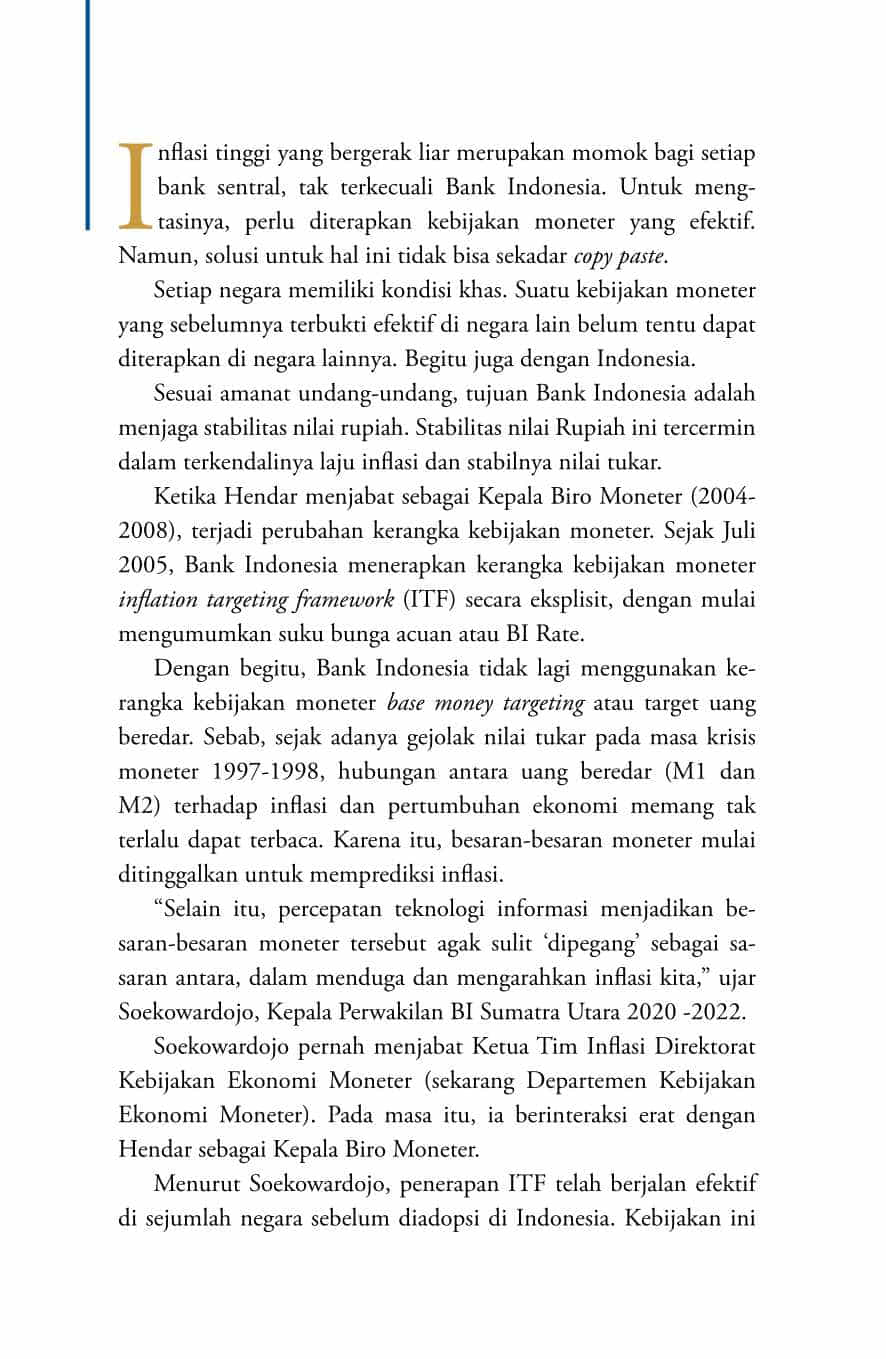 Inflasi tinggi yang bergerak liar merupakan momok bagi setiap
bank sentral, tak terkecuali Bank Indonesia. Untuk meng-
tasinya, perlu diterapkan kebijakan moneter yang efektif.
Namun, solusi untuk hal ini tidak bisa sekadar copy paste.
Setiap negara memiliki kondisi khas. Suatu kebijakan moneter
yang sebelumnya terbukti efektif di negara lain belum tentu dapat
diterapkan di negara lainnya. Begitu juga dengan Indonesia.
Sesuai amanat undang-undang, tujuan Bank Indonesia adalah
menjaga stabilitas nilai rupiah. Stabilitas nilai Rupiah ini tercermin
dalam terkendalinya laju inflasi dan stabilnya nilai tukar.
Ketika Hendar menjabat sebagai Kepala Biro Moneter (2004-
2008), terjadi perubahan kerangka kebijakan moneter. Sejak Juli
2005, Bank Indonesia menerapkan kerangka kebijakan moneter
inflation targeting framework (ITF) secara eksplisit, dengan mulai
mengumumkan suku bunga acuan atau BI Rate.
Dengan begitu, Bank Indonesia tidak lagi menggunakan ke-
rangka kebijakan moneter base money targeting atau target uang
beredar. Sebab, sejak adanya gejolak nilai tukar pada masa krisis
moneter 1997-1998, hubungan antara uang beredar (M1 dan
M2) terhadap inflasi dan pertumbuhan ekonomi memang tak
terlalu dapat terbaca. Karena itu, besaran-besaran moneter mulai
ditinggalkan untuk memprediksi inflasi.
“Selain itu, percepatan teknologi informasi menjadikan be-
saran-besaran moneter tersebut agak sulit ‘dipegang’ sebagai sa-
saran antara, dalam menduga dan mengarahkan inflasi kita,” ujar
Soekowardojo, Kepala Perwakilan BI Sumatra Utara 2020 -2022.
Soekowardojo pernah menjabat Ketua Tim Inflasi Direktorat
Kebijakan Ekonomi Moneter (sekarang Departemen Kebijakan
Ekonomi Moneter). Pada masa itu, ia berinteraksi erat dengan
Hendar sebagai Kepala Biro Moneter.
Menurut Soekowardojo, penerapan ITF telah berjalan efektif
di sejumlah negara sebelum diadopsi di Indonesia. Kebijakan ini